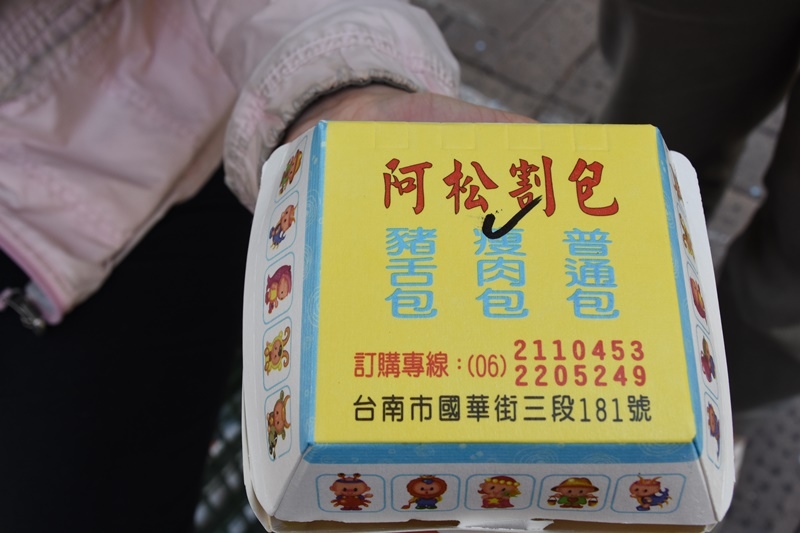 阿松割包
豬舌包 瘦肉包 普通包
訂購專線：(06) 2110453
2205249
台南市國華街三段181號